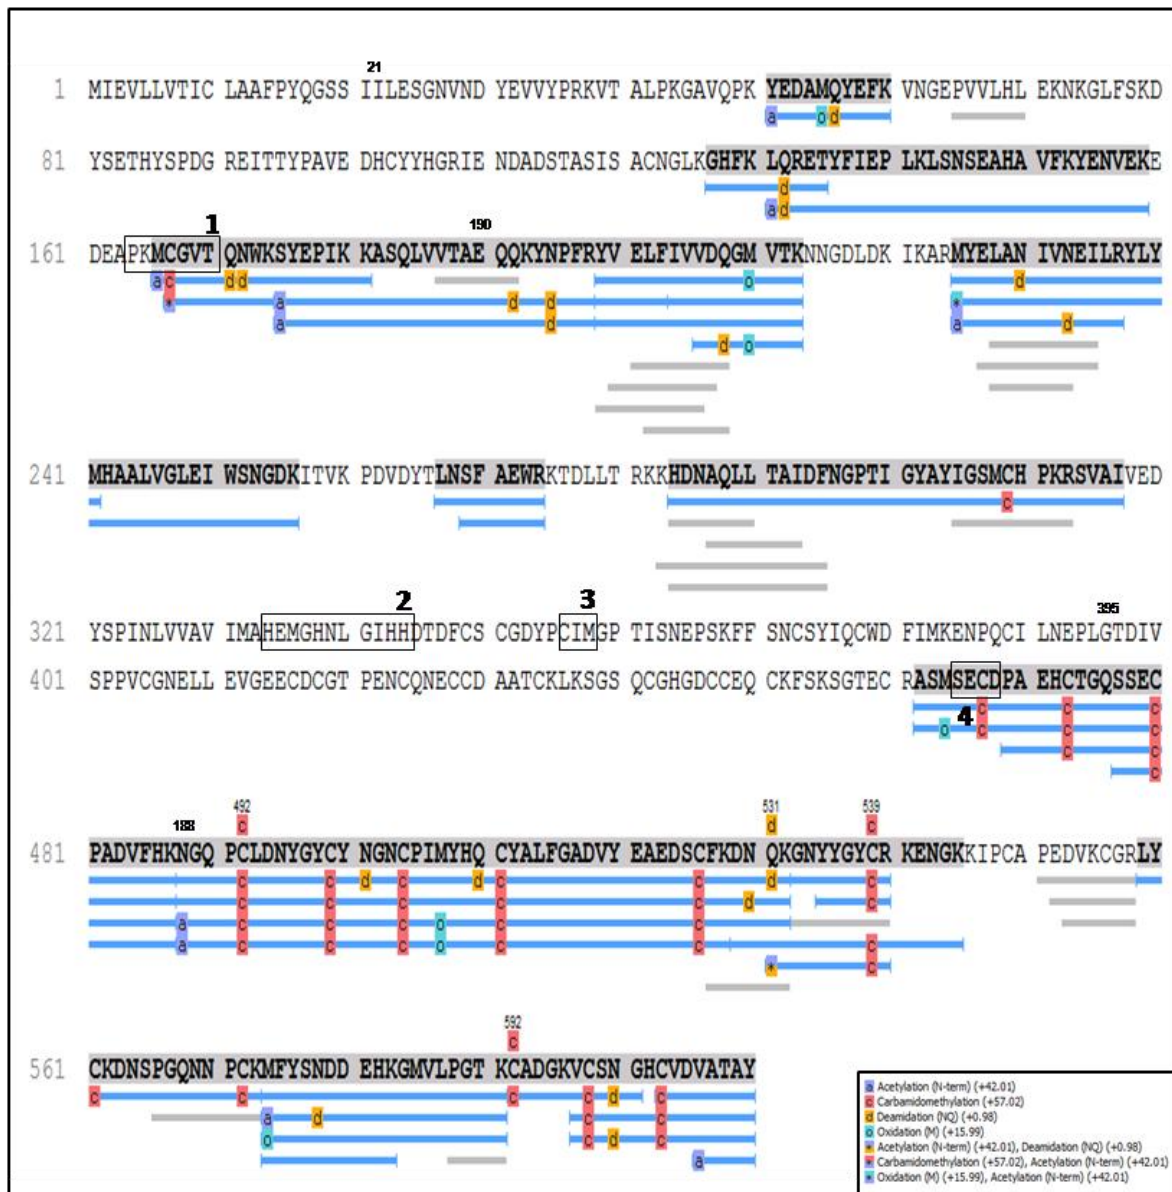 21
1 MIEVLLVTIC LAAFPYQGSS IILESGNVND YEVVYPRKVT ALPKGAVQPK YEDAMQYEFK VNGEPVVLHL EKNKGLFSKD
a o d
81 YSETHYSPDG REITTYPAVE DHCYYHGRIE NDADSTASIS ACNGLKGHFK LQRETYFIEP LKLSNSEAHA VFKYENVEKE
d
a d
1 190
161 DEAPKMCGVT QNWKSYEPIK KASQLVVTAE QQKYNPFRYV ELFIVVDQGM VTKNNGDLDK IKARMYELAN IVNEILRYLY
a c d d o d
* a d d *
a d a d
d o
241 MHAALVGLEI WSNGDKITVK PDVDYTLNSF AEWRKTDLLT RKKHDNAQLL TAIDFNGPTI GYAYIGSMCH PKRSVAIVED
c
2 3 395
321 YSPINLVVAV IMAHEMGHNL GIHHDTDFCS CGDYPCIMGP TISNEPSKFF SNCSYIQCWD FIMKENPQCI LNEPLGTDIV
401 SPPVCGNELL EVGEECDCGT PENCQNECCD AATCKLKSGS QCGHGDCCEQ CKFSKSGTEC RASMSECDPA EHCTGQSSEC
4 c c c
o c c c
c c
c
188 492 531 539
c d c
481 PADVFHKNGQ PCLDNYGYCY NGNCPIMYHQ CYALFGADVY EAEDSCFKDN QKGNYYGYCR KENGKKIPCA PEDVKCGRLY
c c d c d c c d c
c c c c c d c
a c c c o c c
a c c c o c c c
* c
592
c
561 CKDNSPGQNN PCKMFYSNDD EHKGMVLPGT KCADGKVCSN GHCVDVATAY
c c c c d c
a d c c
o c d c
a
a Acetylation (N-term) (+42.01)
c Carbamidomethylation (+57.02)
d Deamidation (NQ) (+0.98)
o Oxidation (M) (+15.99)
* Acetylation (N-term) (+42.01), Deamidation (NQ) (+0.98)
* Carbamidomethylation (+57.02), Acetylation (N-term) (+42.01)
* Oxidation (M) (+15.99), Acetylation (N-term) (+42.01)